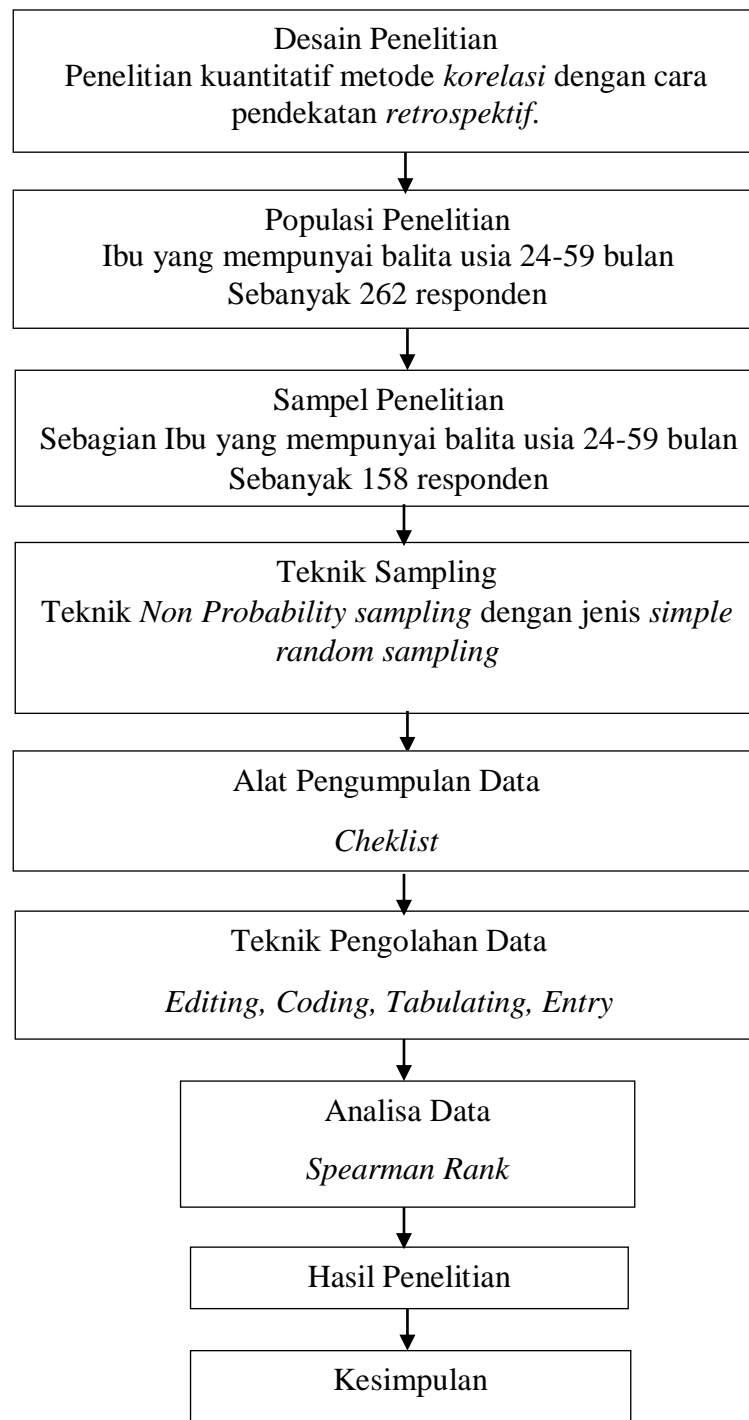 Desain Penelitian
Penelitian kuantitatif metode korelasi dengan cara
pendekatan retrospektif.
Populasi Penelitian
Ibu yang mempunyai balita usia 24-59 bulan
Sebanyak 262 responden
Sampel Penelitian
Sebagian Ibu yang mempunyai balita usia 24-59 bulan
Sebanyak 158 responden
Teknik Sampling
Teknik Non Probability sampling dengan jenis simple
random sampling
Alat Pengumpulan Data
Cheklist
Teknik Pengolahan Data
Editing, Coding, Tabulating, Entry
Analisa Data
Spearman Rank
Hasil Penelitian
Kesimpulan